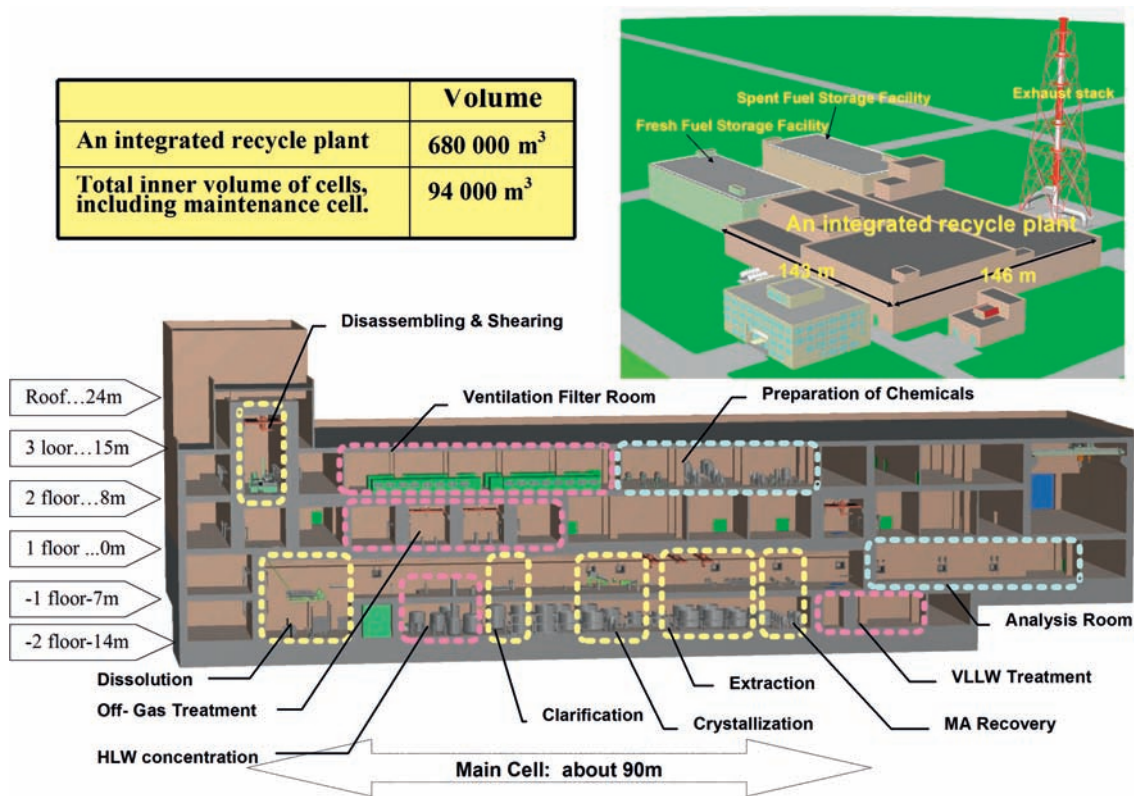 Volume
An integrated recycle plant 680 000 m³
Total inner volume of cells,
including maintenance cell. 94 000 m³
Spent Fuel Storage Facility
Exhaust stack
Fresh Fuel Storage Facility
An integrated recycle plant
143 m
146 m
Disassembling & Shearing
Roof…24m
Ventilation Filter Room
Preparation of Chemicals
3 loor…15m
2 floor…8m
1 floor ...0m
-1 floor-7m
-2 floor-14m
Analysis Room
Dissolution
Extraction
VLLW Treatment
Off- Gas Treatment
Clarification
Crystallization
MA Recovery
HLW concentration
Main Cell: about 90m